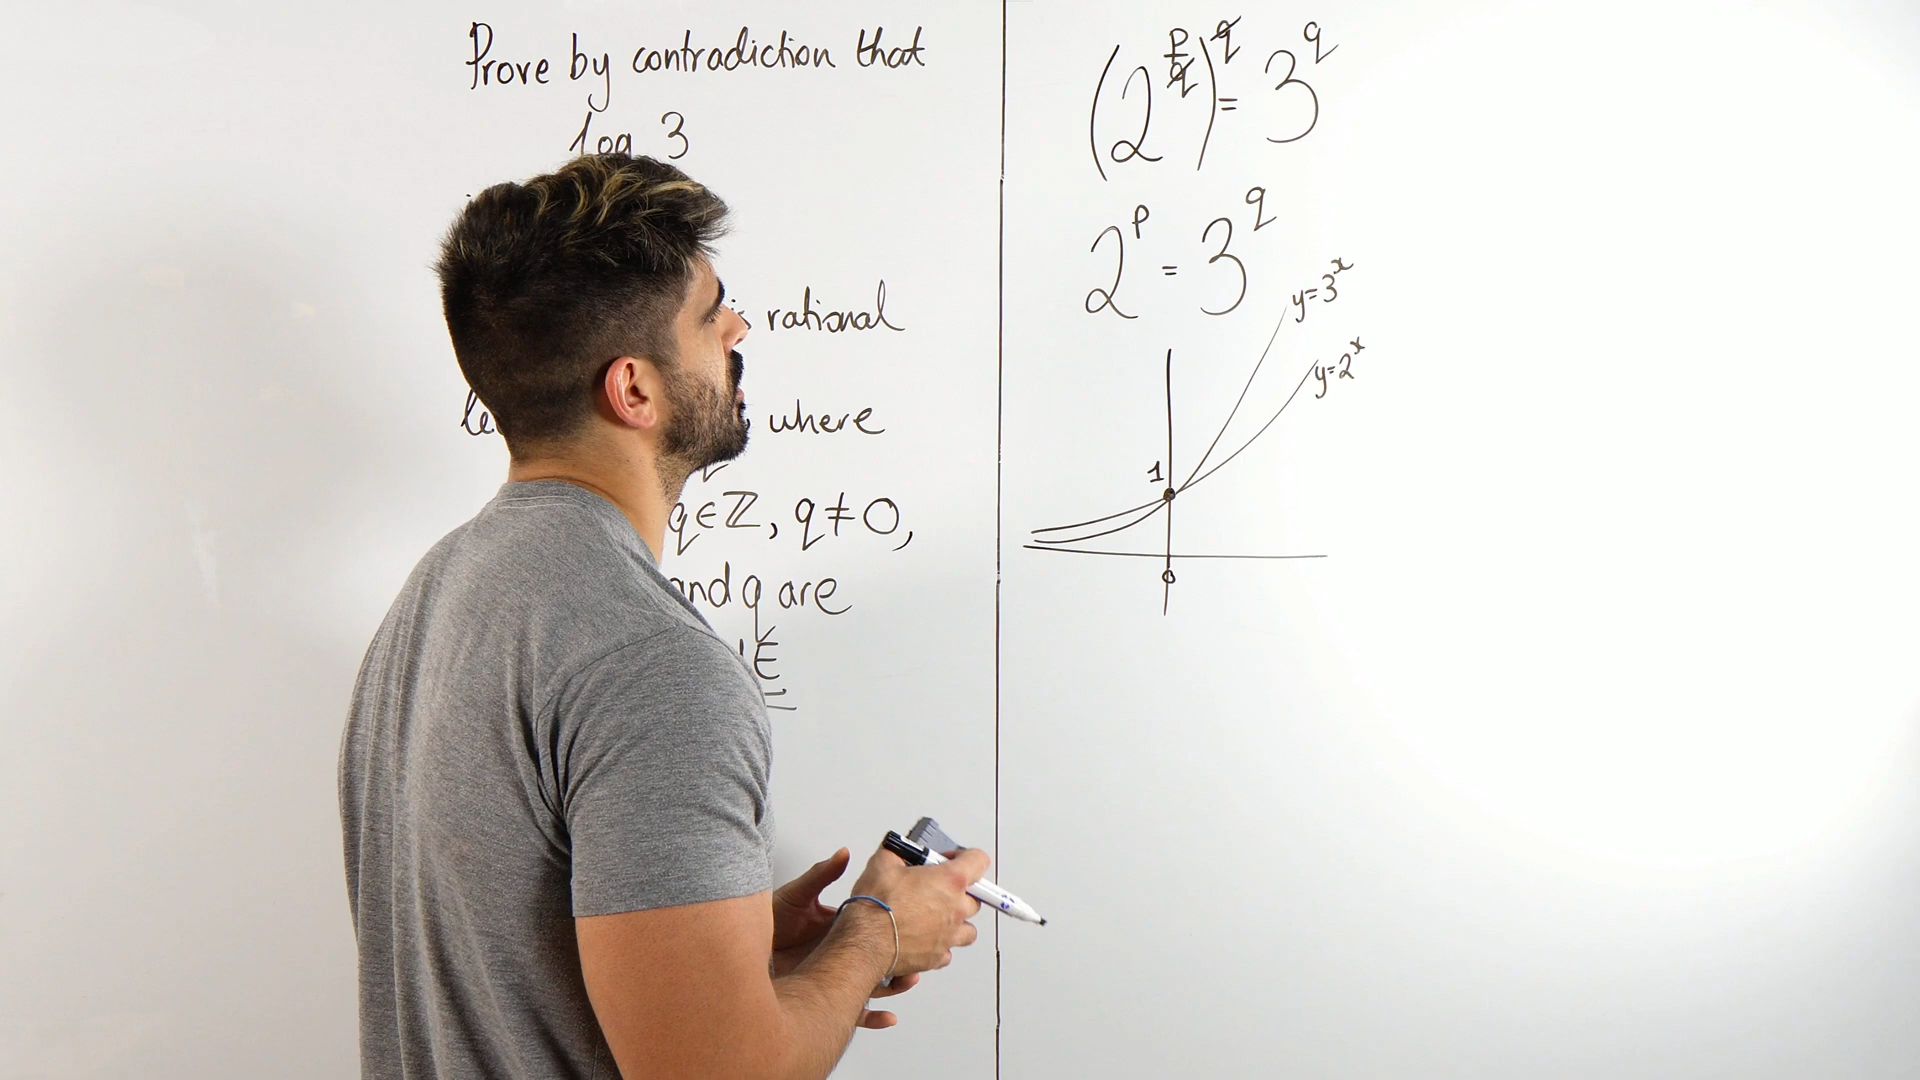 Prove by contradiction that
log 3
rational
where
q∈ℤ, q≠0,
and q are
(2^(p/q))^q = 3^q
2^p = 3^q
y=3^x
y=2^x
1
0